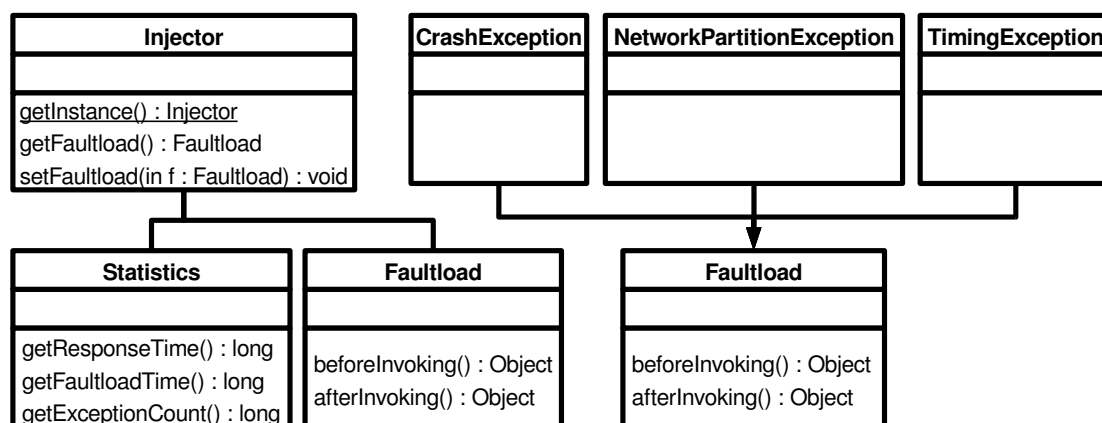 Injector
getInstance() : Injector
getFaultload() : Faultload
setFaultload(in f : Faultload) : void
CrashException
NetworkPartitionException
TimingException
Statistics
getResponseTime() : long
getFaultloadTime() : long
getExceptionCount() : long
Faultload
beforeInvoking() : Object
afterInvoking() : Object
Faultload
beforeInvoking() : Object
afterInvoking() : Object